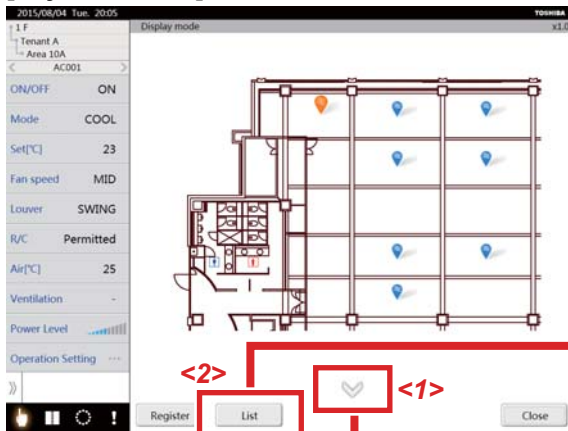 2015/08/04 Tue. 20:05
TOSHIBA
1 F
Tenant A
Area 10A
< AC001 >
ON/OFF ON
Mode COOL
Set[°C] 23
Fan speed MID
Louver SWING
R/C Permitted
Air[°C] 25
Ventilation -
Power Level
Operation Setting ...
Display mode
x1.0
<2>
<1>
Register
List
Close